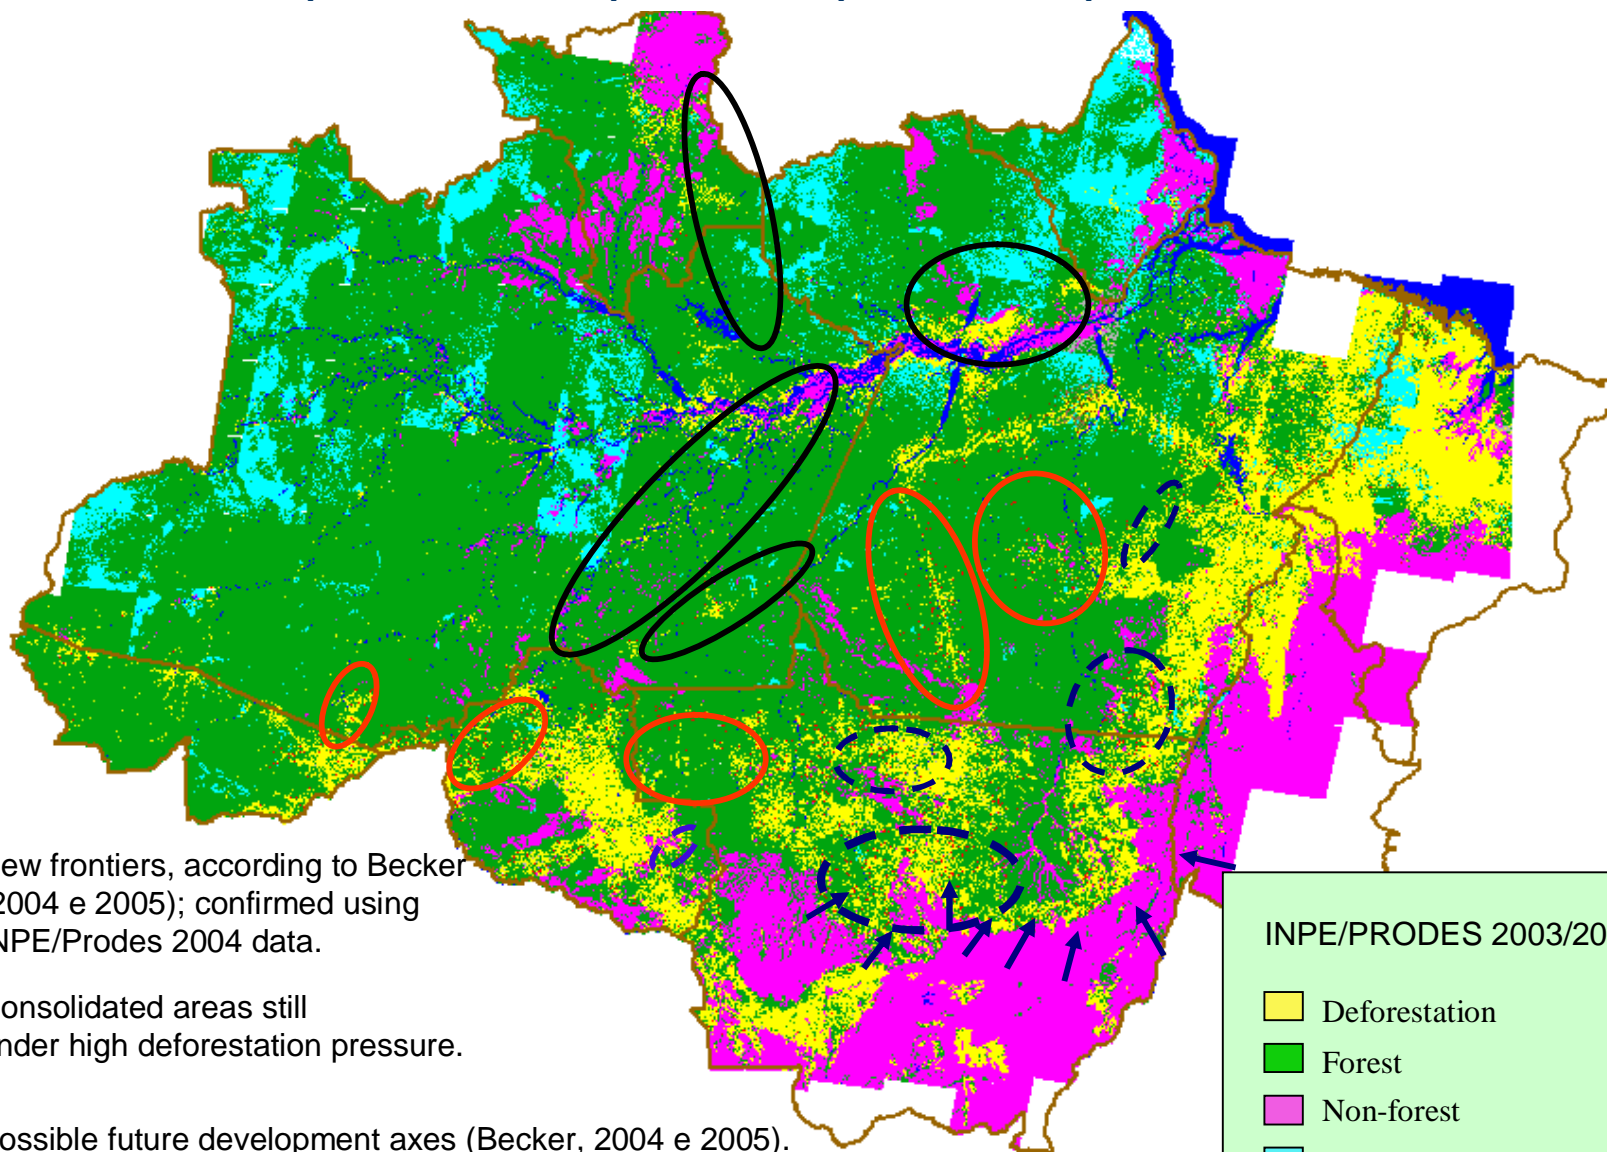 ew frontiers, according to Becker
2004 e 2005); confirmed using
NPE/Prodes 2004 data.
onsolidated areas still
nder high deforestation pressure.
ossible future development axes (Becker, 2004 e 2005).
INPE/PRODES 2003/20
Deforestation
Forest
Non-forest